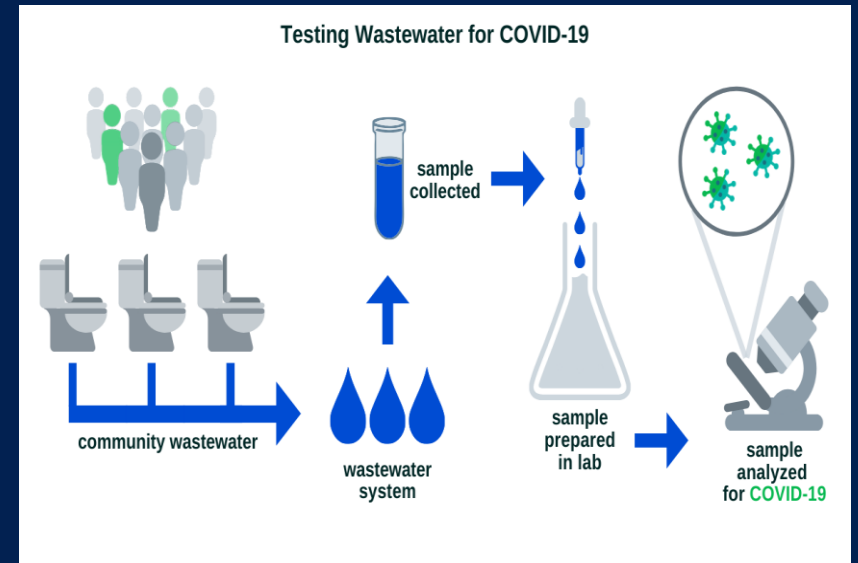 Testing Wastewater for COVID-19
sample
collected
community wastewater
wastewater
system
sample
prepared
in lab
sample
analyzed
for COVID-19